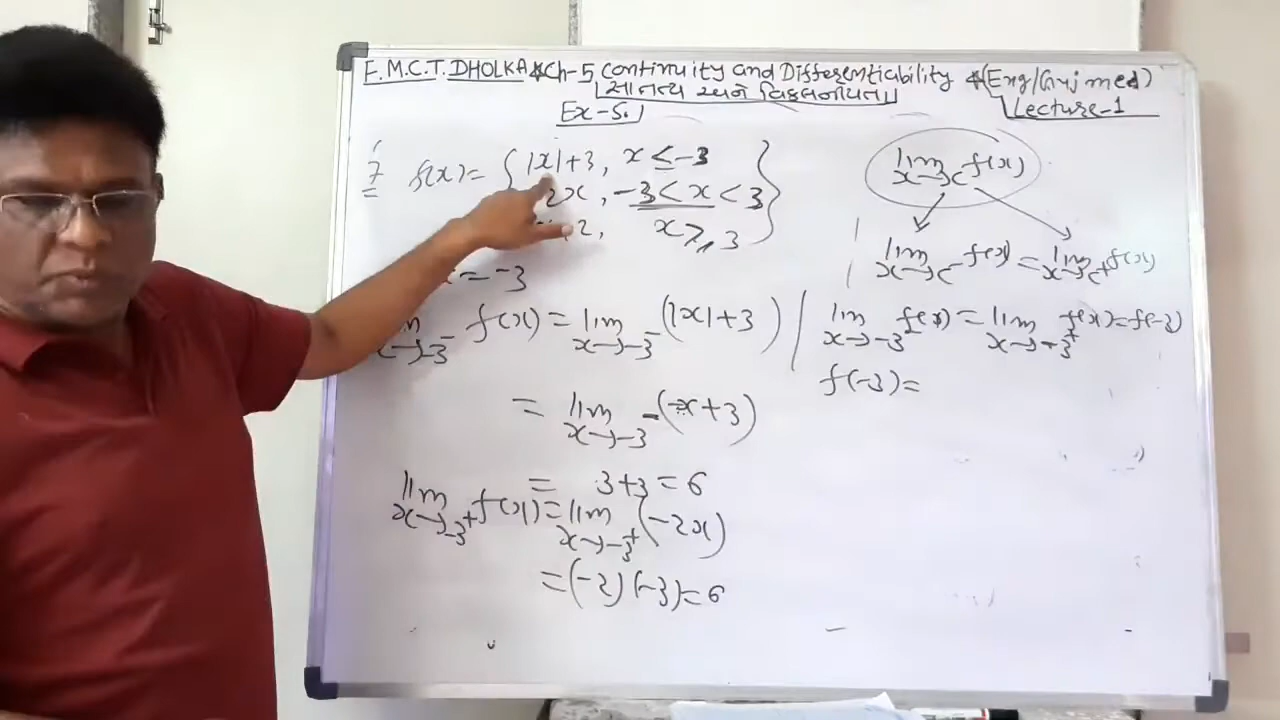 F.M.C.T. DHOLKA * Ch-5 Continuity and Differentiability * (Eng/Guj med)
સાતત્ય અને વિકલનીયતા
Ex-5.1
Lecture-1
7 f(x) = { |x|+3, x ≤ -3
2x, -3 < x < 3
2, x ≥ 3 }
x = -3
lim x→-3⁻ f(x) = lim x→-3⁻ (|x|+3)
= lim x→-3⁻ (-x+3)
= 3+3 = 6
lim x→-3⁺ f(x) = lim x→-3⁺ (-2x)
= (-2)(-3) = 6
lim x→c f(x)
lim x→c⁻ f(x) = lim x→c⁺ f(x)
lim x→-3⁻ f(x) = lim x→-3⁺ f(x) = f(-3)
f(-3) =